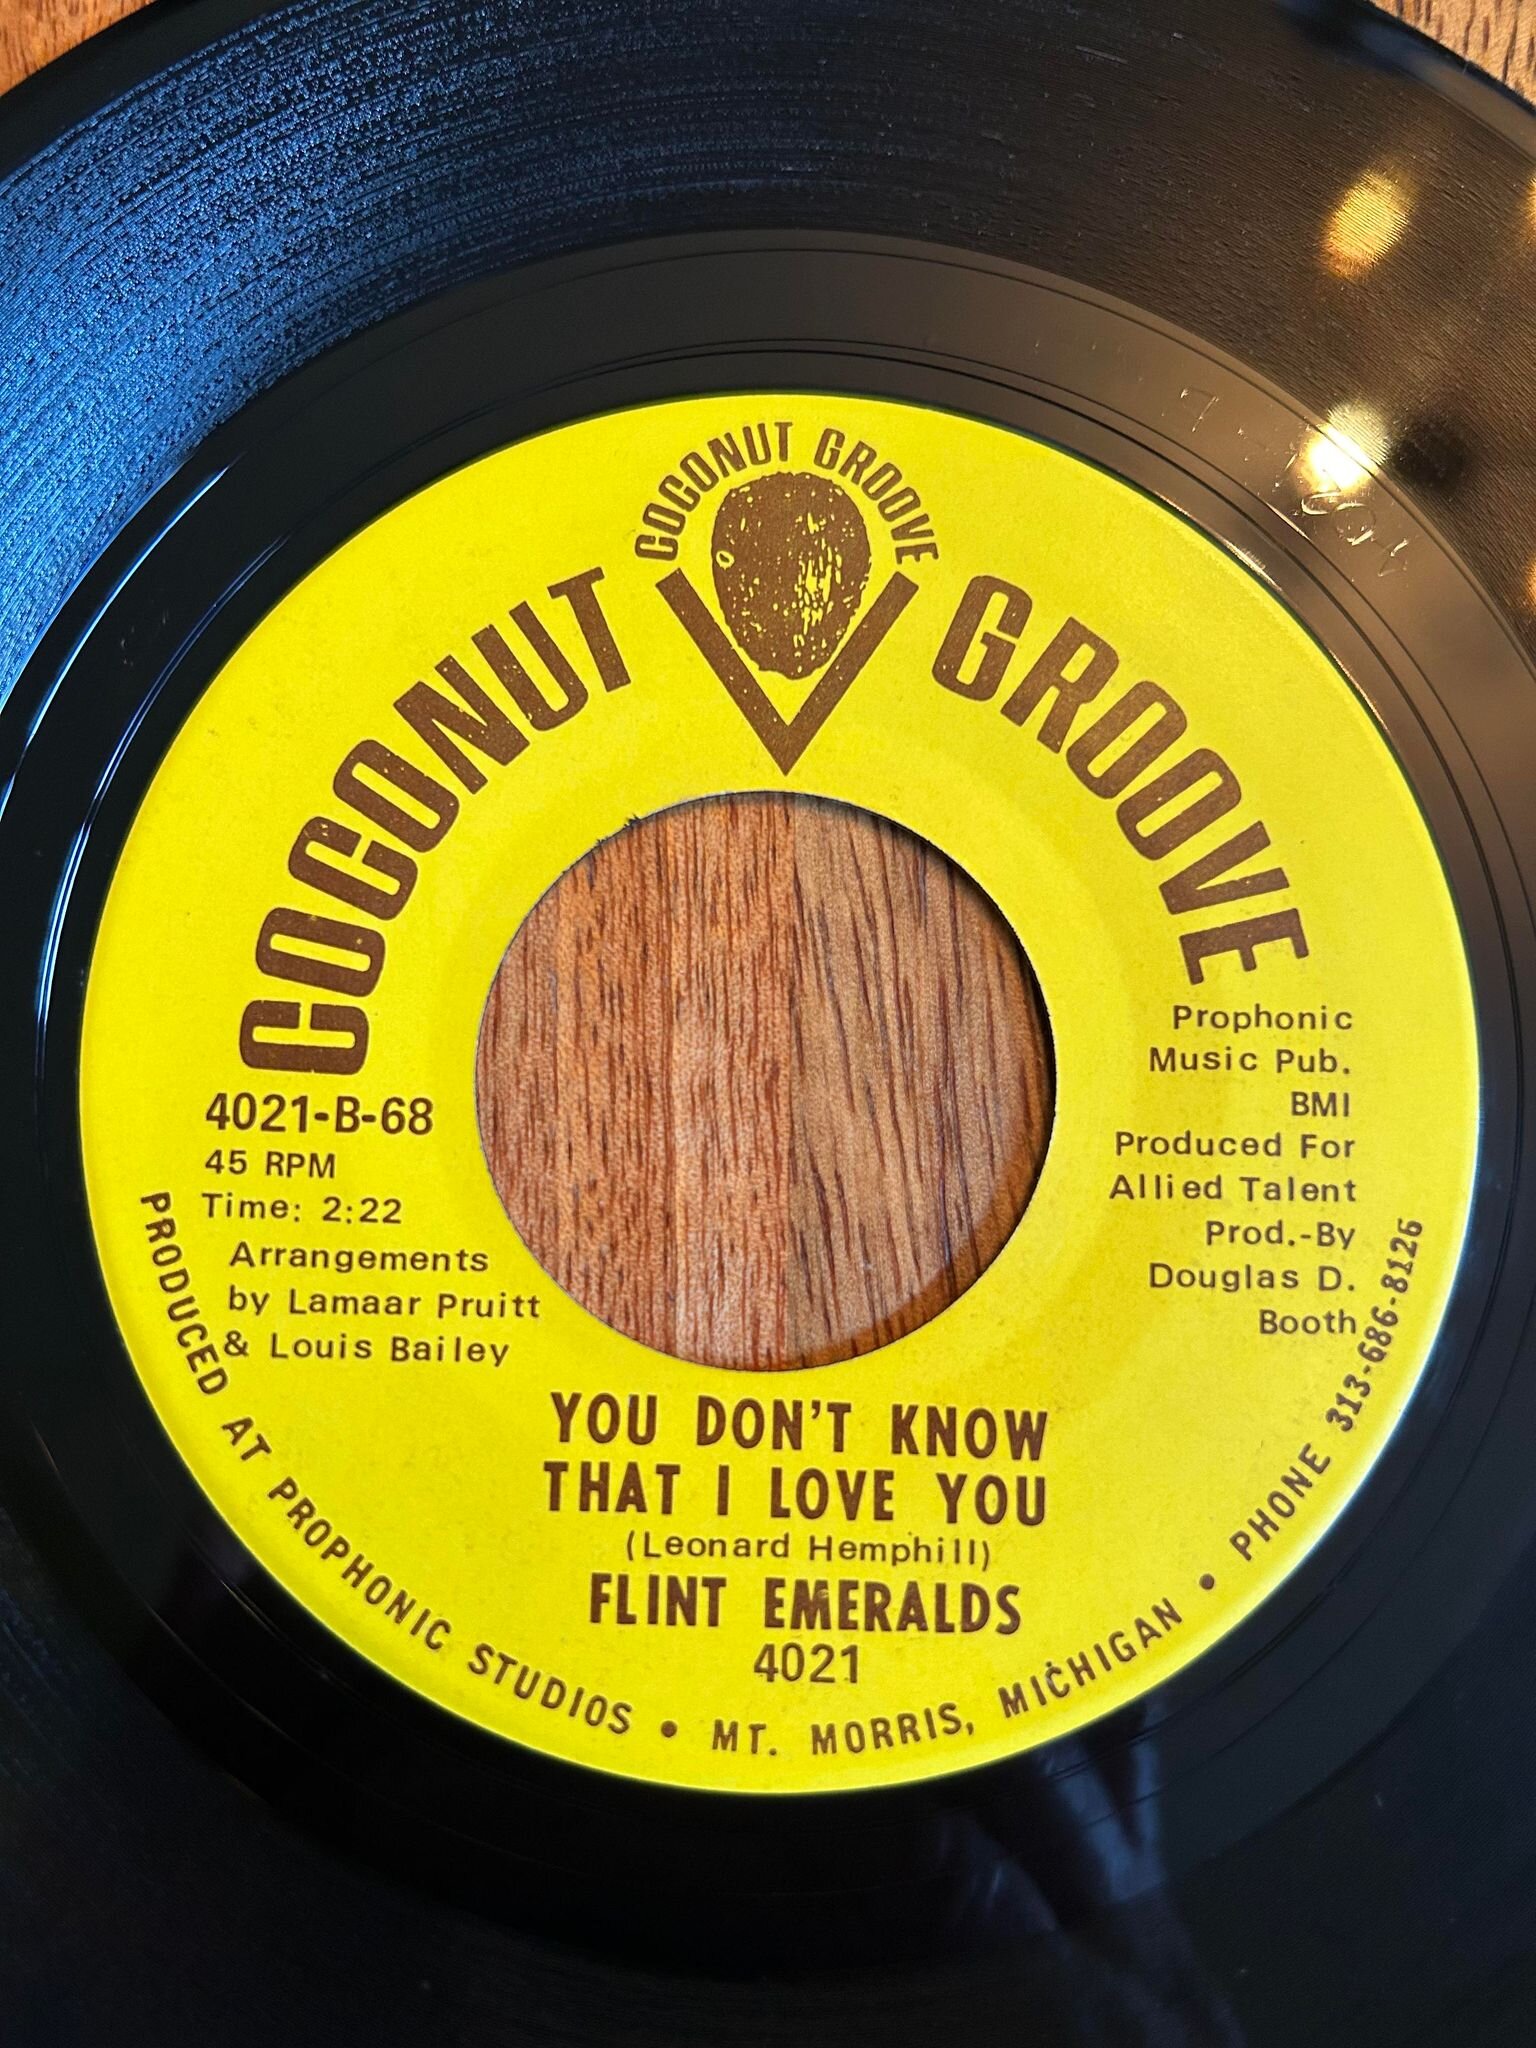 COCONUT GROOVE
COCONUT GROOVE
4021-B-68
45 RPM
Time: 2:22
Arrangements
by Lamaar Pruitt
& Louis Bailey
Prophonic
Music Pub.
BMI
Produced For
Allied Talent
Prod.-By
Douglas D.
Booth
YOU DON'T KNOW
THAT I LOVE YOU
(Leonard Hemphill)
FLINT EMERALDS
4021
PRODUCED AT PROPHONIC STUDIOS • MT. MORRIS, MICHIGAN • PHONE 313-686-8126